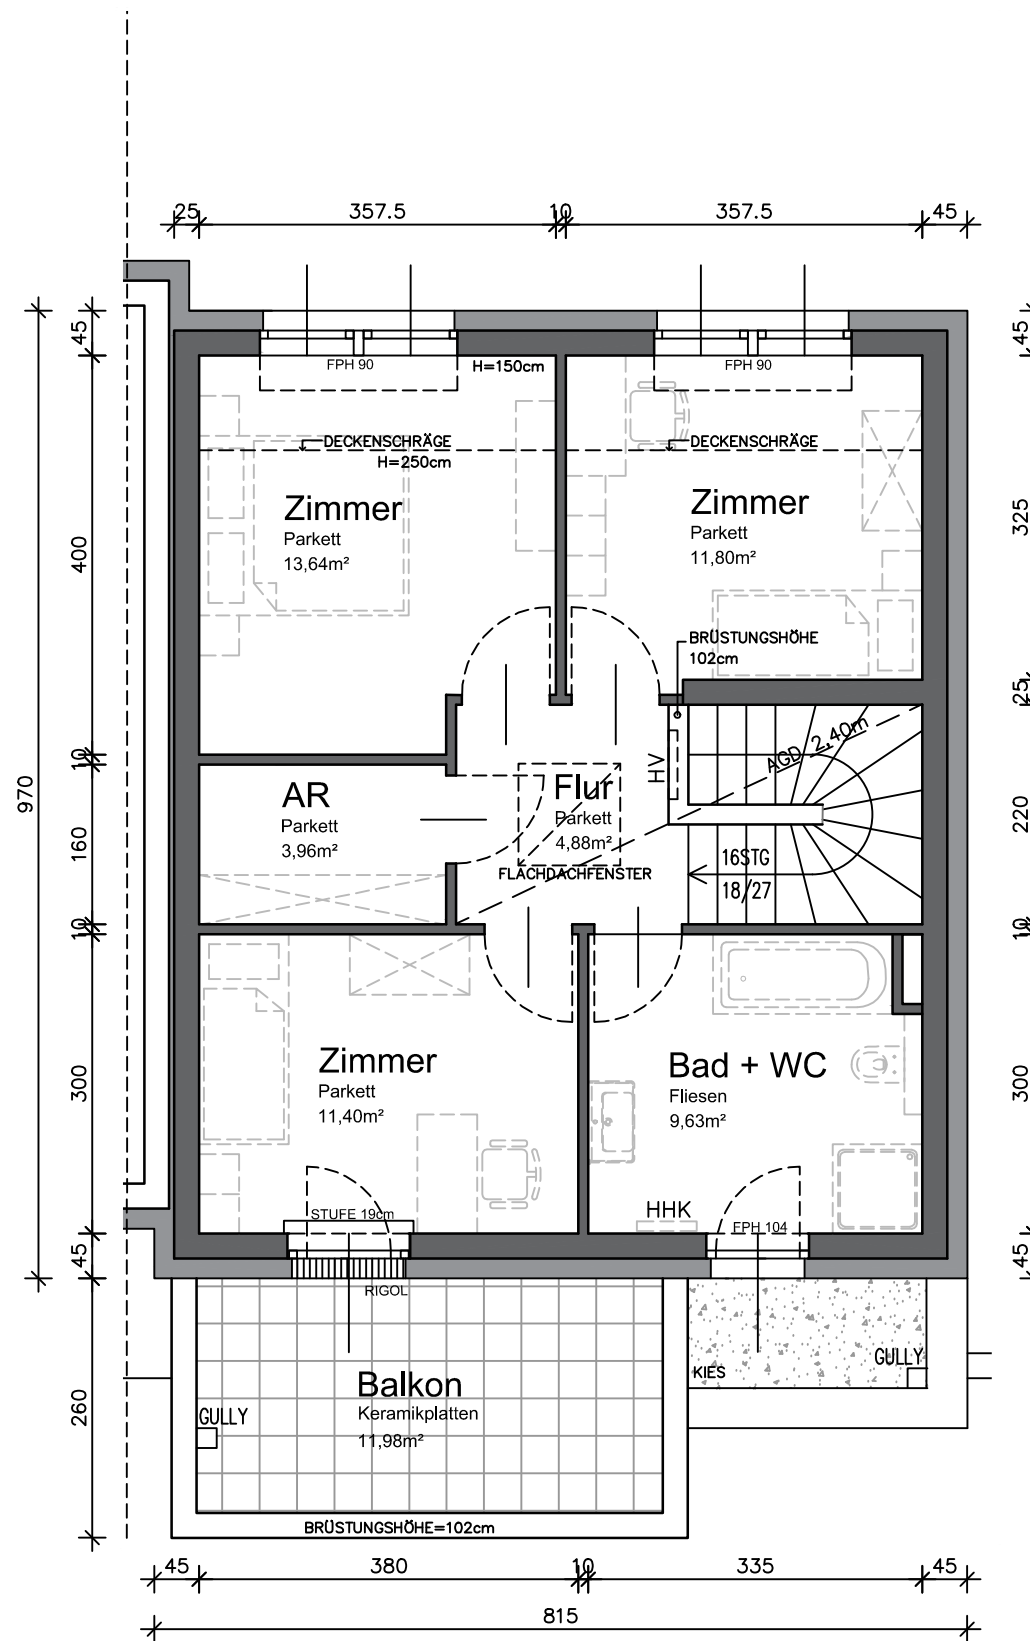 25 357.5 10 357.5 45
45
45
FPH 90
H=150cm
FPH 90
DECKENSCHRÄGE
H=250cm
DECKENSCHRÄGE
Zimmer
Parkett
13,64m²
Zimmer
Parkett
11,80m²
400
325
BRÜSTUNGSHÖHE
102cm
25
10
970
AGD 2,40m
HV
AR
Parkett
3,96m²
Flur
Parkett
4,88m²
FLACHDACHFENSTER
160
220
16STG
18/27
10
10
Zimmer
Parkett
11,40m²
Bad + WC
Fliesen
9,63m²
300
300
HHK
STUFE 19cm
FPH 104
45
45
RIGOL
KIES
GULLY
Balkon
Keramikplatten
11,98m²
GULLY
260
BRÜSTUNGSHÖHE=102cm
45 380 10 335 45
815